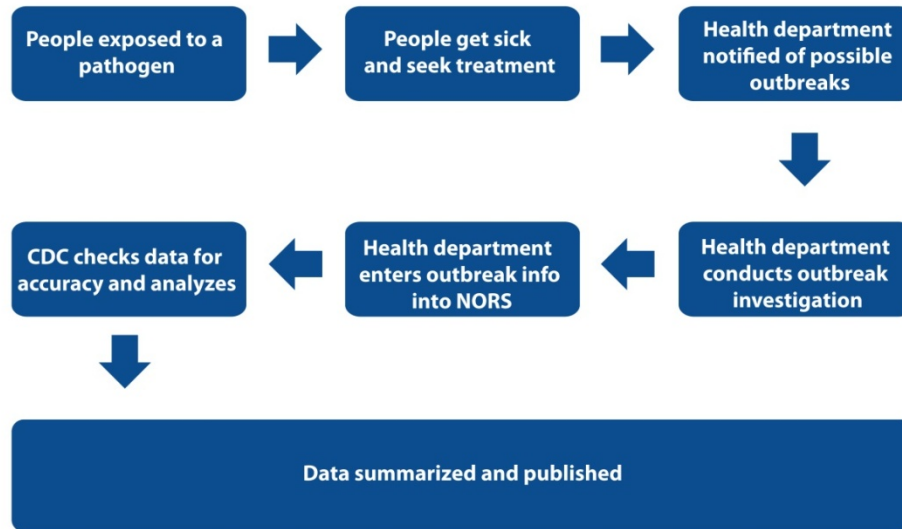 People exposed to a
pathogen
People get sick
and seek treatment
Health department
notified of possible
outbreaks
Health department
conducts outbreak
investigation
Health department
enters outbreak info
into NORS
CDC checks data for
accuracy and analyzes
Data summarized and published